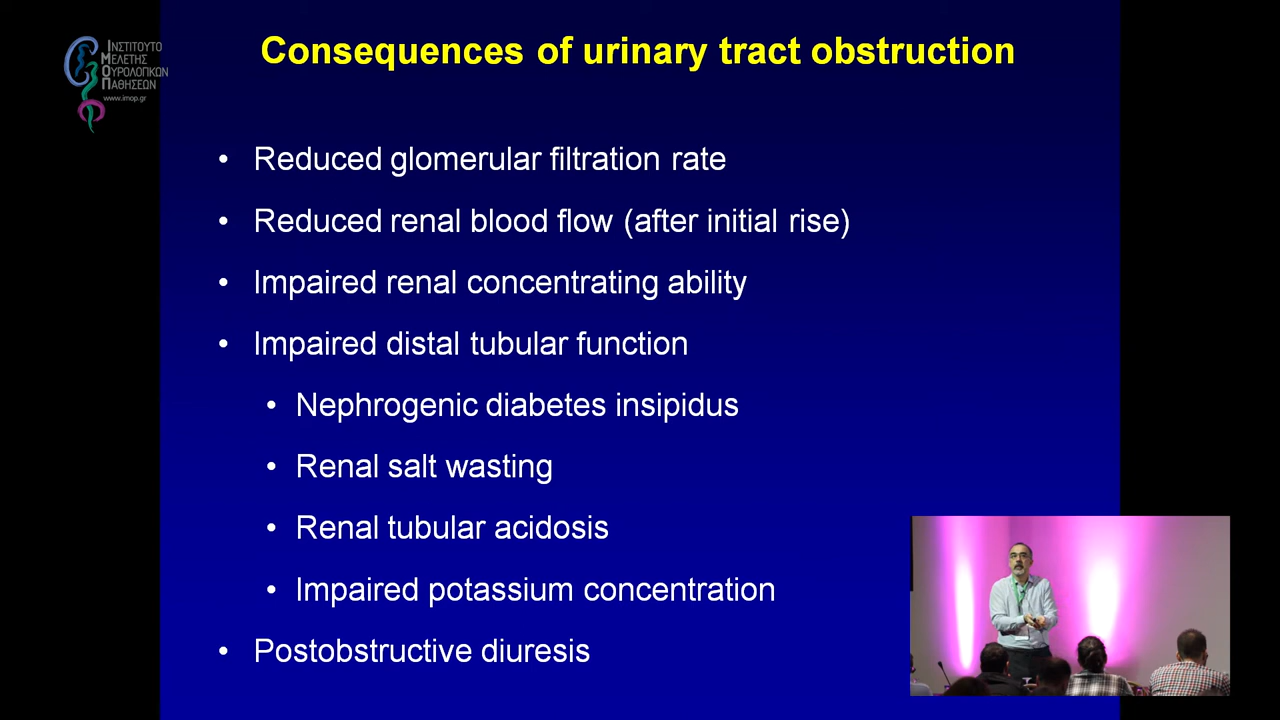 ΙΝΣΤΙΤΟΥΤΟ
ΜΕΛΕΤΗΣ
ΟΥΡΟΛΟΓΙΚΩΝ
ΠΑΘΗΣΕΩΝ
www.imop.gr
Consequences of urinary tract obstruction
• Reduced glomerular filtration rate
• Reduced renal blood flow (after initial rise)
• Impaired renal concentrating ability
• Impaired distal tubular function
• Nephrogenic diabetes insipidus
• Renal salt wasting
• Renal tubular acidosis
• Impaired potassium concentration
• Postobstructive diuresis